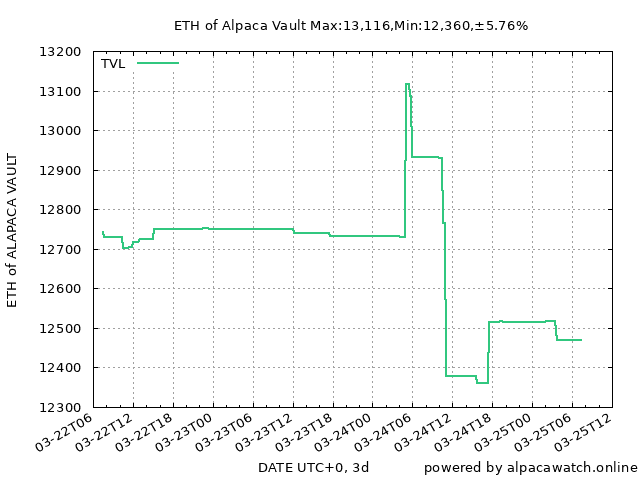 ETH of Alpaca Vault Max:13,116,Min:12,360,±5.76%
TVL
ETH of ALAPACA VAULT
13200
13100
13000
12900
12800
12700
12600
12500
12400
12300
03-22T06
03-22T12
03-22T18
03-23T00
03-23T06
03-23T12
03-23T18
03-24T00
03-24T06
03-24T12
03-24T18
03-25T00
03-25T06
03-25T12
DATE UTC+0, 3d
powered by alpacawatch.online